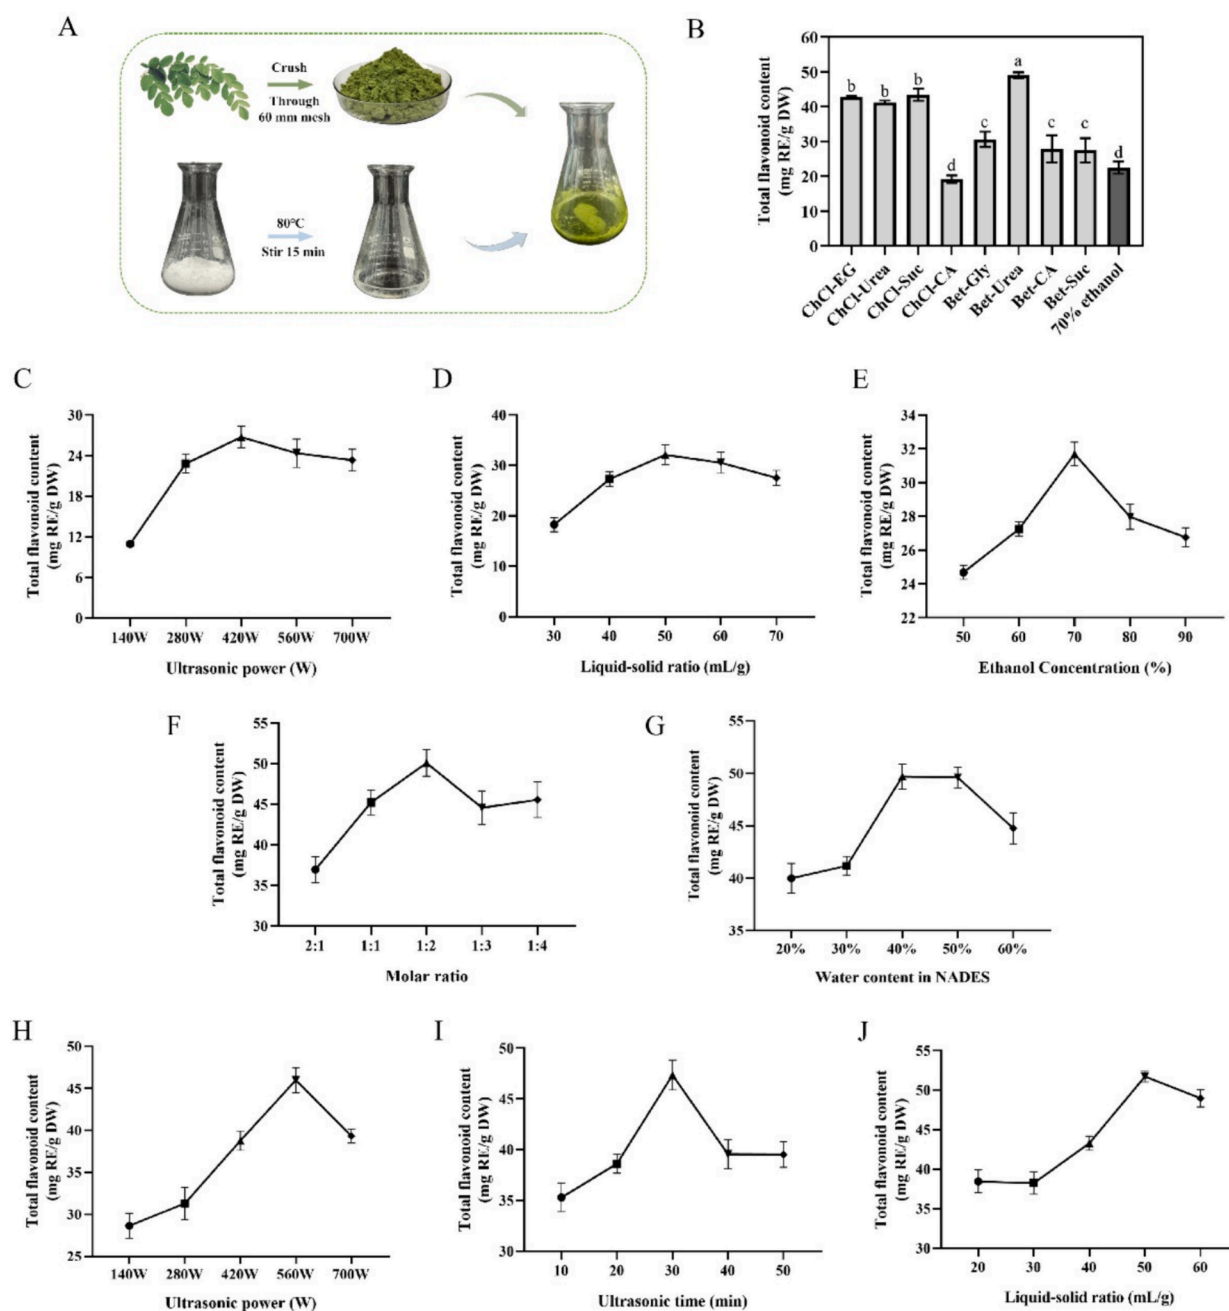 A
Crush
Through
60 mm mesh
80℃
Stir 15 min
B
Total flavonoid content
(mg RE/g DW)
60
50
40
30
20
10
0
b
b
b
d
c
a
c
c
d
ChCl-EG
ChCl-Urea
ChCl-Suc
ChCl-CA
Bet-Gly
Bet-Urea
Bet-CA
Bet-Suc
70% ethanol
C
Total flavonoid content
(mg RE/g DW)
30
24
18
12
6
0
140W 280W 420W 560W 700W
Ultrasonic power (W)
D
Total flavonoid content
(mg RE/g DW)
40
30
20
10
0
30 40 50 60 70
Liquid-solid ratio (mL/g)
E
Total flavonoid content
(mg RE/g DW)
34
32
30
28
26
24
22
50 60 70 80 90
Ethanol Concentration (%)
F
Total flavonoid content
(mg RE/g DW)
55
50
45
40
35
30
2:1 1:1 1:2 1:3 1:4
Molar ratio
G
Total flavonoid content
(mg RE/g DW)
55
50
45
40
35
20% 30% 40% 50% 60%
Water content in NADES
H
Total flavonoid content
(mg RE/g DW)
50
45
40
35
30
25
140W 280W 420W 560W 700W
Ultrasonic power (W)
I
Total flavonoid content
(mg RE/g DW)
50
45
40
35
30
10 20 30 40 50
Ultrasonic time (min)
J
Total flavonoid content
(mg RE/g DW)
55
50
45
40
35
30
20 30 40 50 60
Liquid-solid ratio (mL/g)